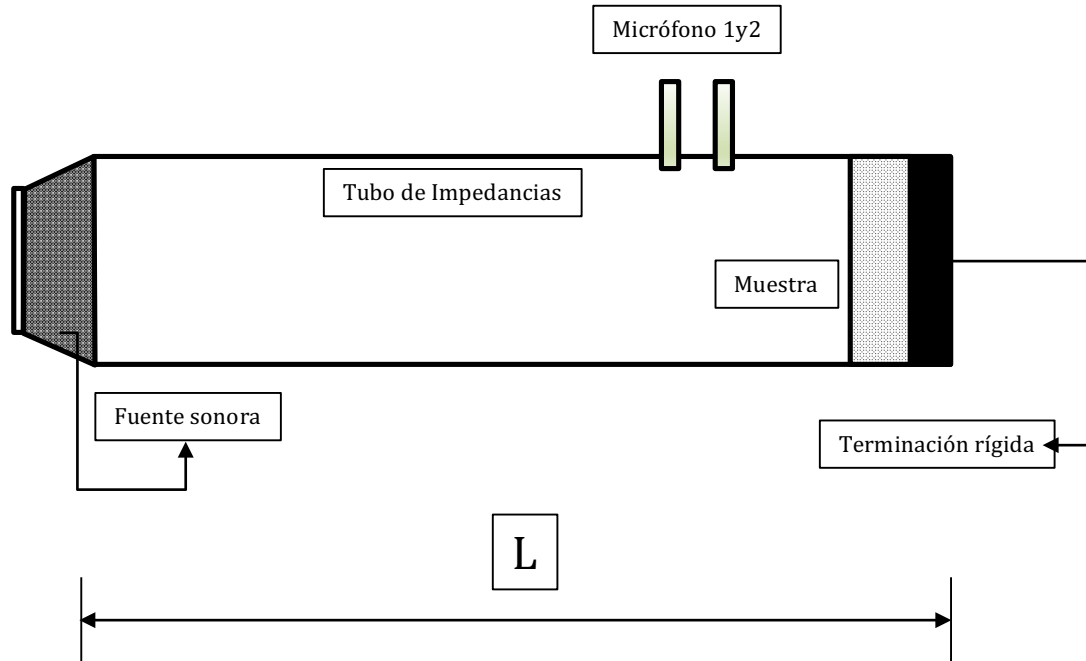 Micrófono 1y2
Tubo de Impedancias
Muestra
Fuente sonora
Terminación rígida
L